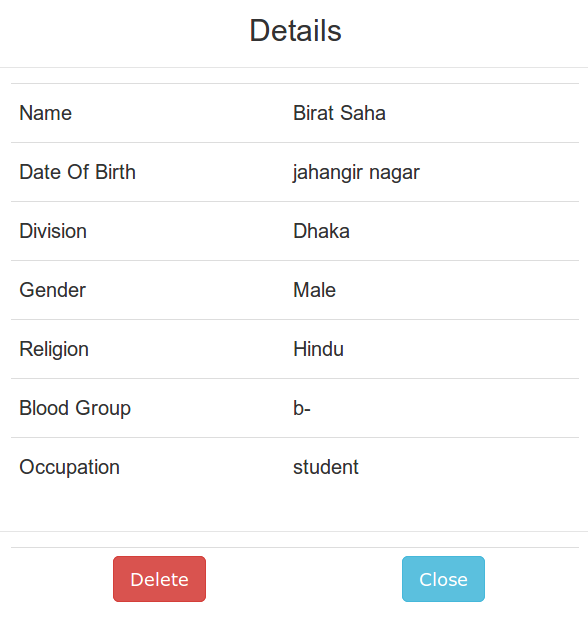 Details
Name Birat Saha
Date Of Birth jahangir nagar
Division Dhaka
Gender Male
Religion Hindu
Blood Group b-
Occupation student
Delete Close